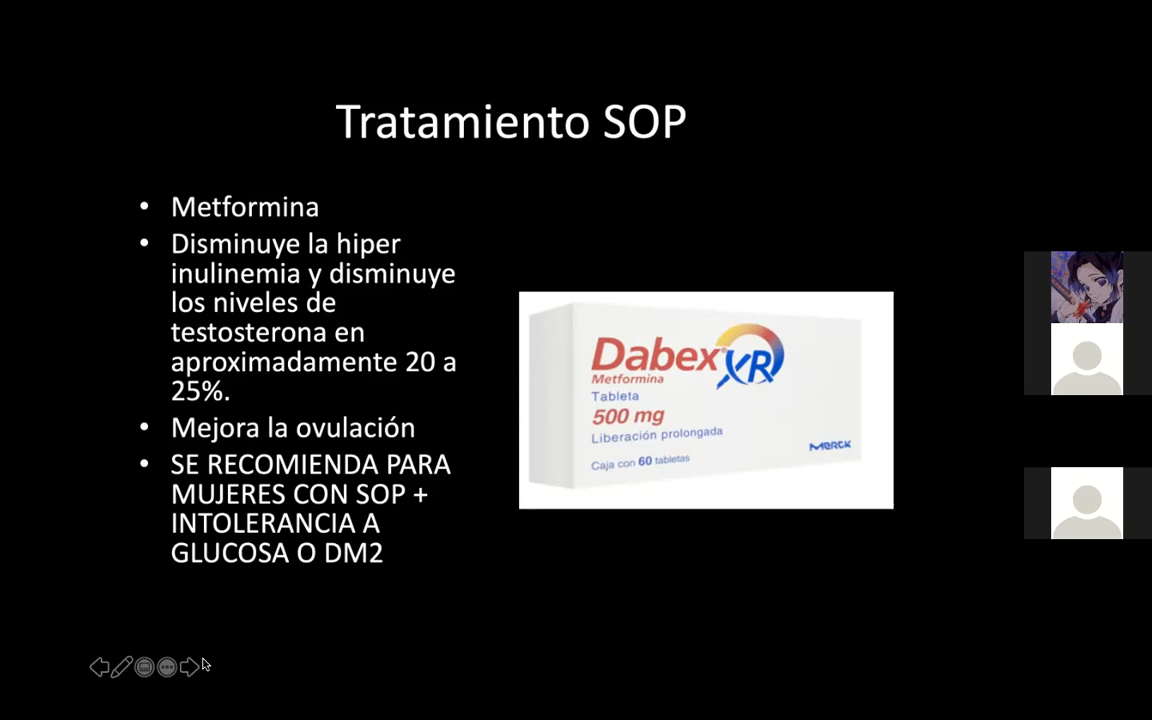 Tratamiento SOP
• Metformina
• Disminuye la hiper
inulinemia y disminuye
los niveles de
testosterona en
aproximadamente 20 a
25%.
• Mejora la ovulación
• SE RECOMIENDA PARA
MUJERES CON SOP +
INTOLERANCIA A
GLUCOSA O DM2
Dabex XR
Metformina
Tableta
500 mg
Liberación prolongada
Caja con 60 tabletas
MERCK